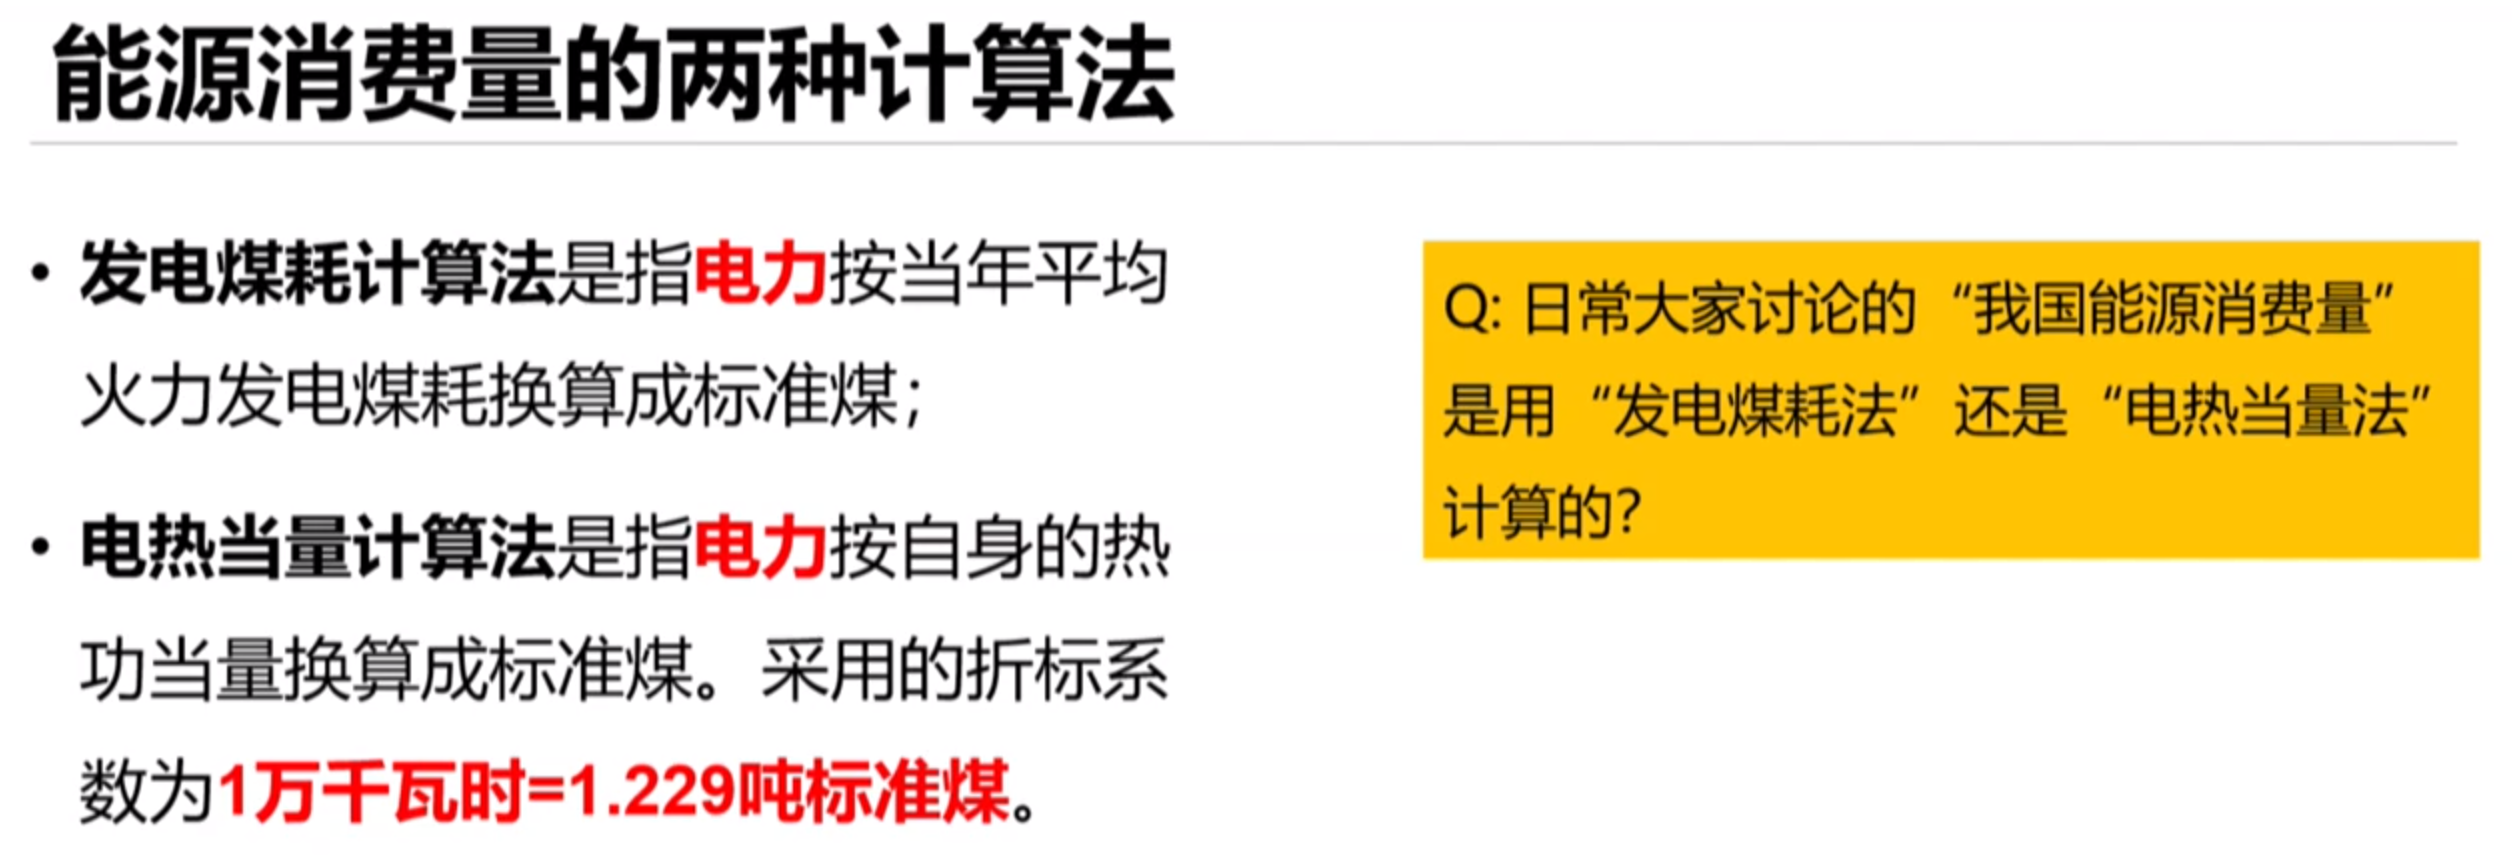 能源消费量的两种计算法
• 发电煤耗计算法是指电力按当年平均
火力发电煤耗换算成标准煤；
• 电热当量计算法是指电力按自身的热
功当量换算成标准煤。采用的折标系
数为1万千瓦时=1.229吨标准煤。
Q: 日常大家讨论的“我国能源消费量”
是用“发电煤耗法”还是“电热当量法”
计算的？